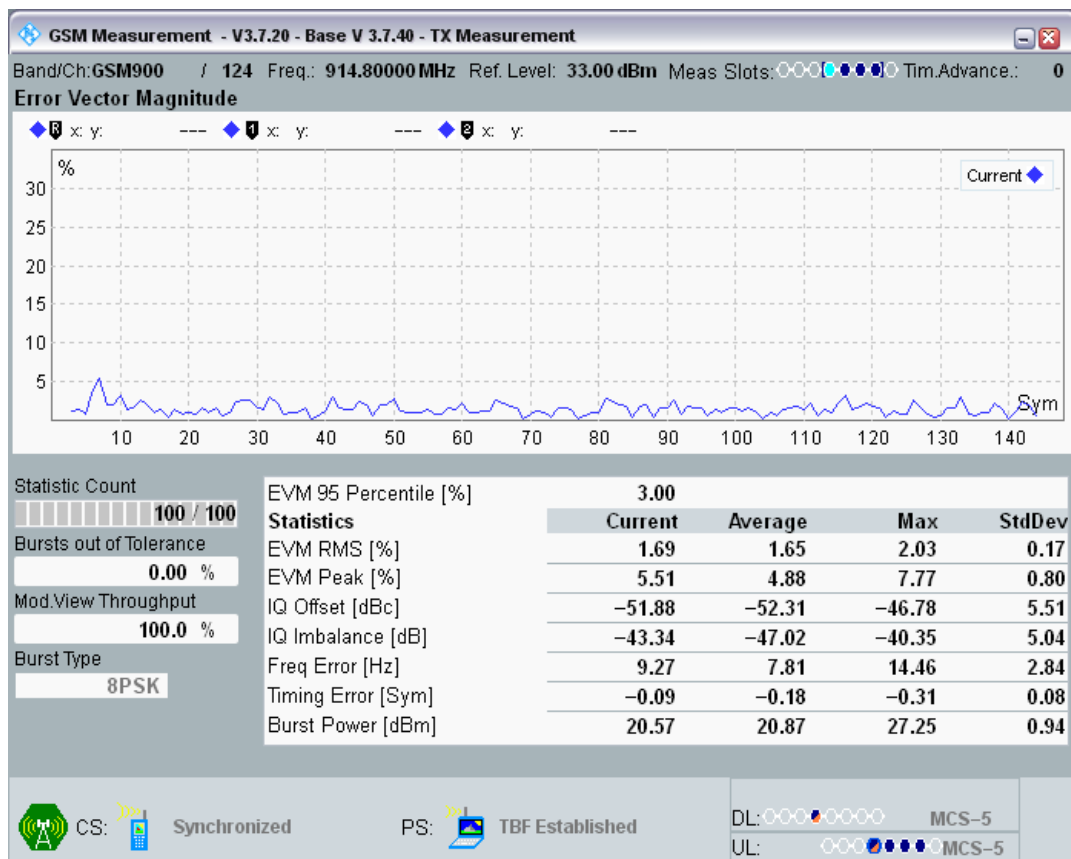 GSM Measurement - V3.7.20 - Base V 3.7.40 - TX Measurement
Band/Ch:GSM900 / 124 Freq.: 914.80000 MHz Ref. Level: 33.00 dBm Meas Slots: Tim.Advance.: 0
Error Vector Magnitude
R x: y: --- 1 x: y: --- 2 x: y: ---
%
Current
30
25
20
15
10
5
Sym
10 20 30 40 50 60 70 80 90 100 110 120 130 140
Statistic Count
100 / 100
Bursts out of Tolerance
0.00 %
Mod.View Throughput
100.0 %
Burst Type
8PSK
EVM 95 Percentile [%] 3.00
Statistics Current Average Max StdDev
EVM RMS [%] 1.69 1.65 2.03 0.17
EVM Peak [%] 5.51 4.88 7.77 0.80
IQ Offset [dBc] −51.88 −52.31 −46.78 5.51
IQ Imbalance [dB] −43.34 −47.02 −40.35 5.04
Freq Error [Hz] 9.27 7.81 14.46 2.84
Timing Error [Sym] −0.09 −0.18 −0.31 0.08
Burst Power [dBm] 20.57 20.87 27.25 0.94
CS: Synchronized PS: TBF Established
DL: MCS−5
UL: MCS−5